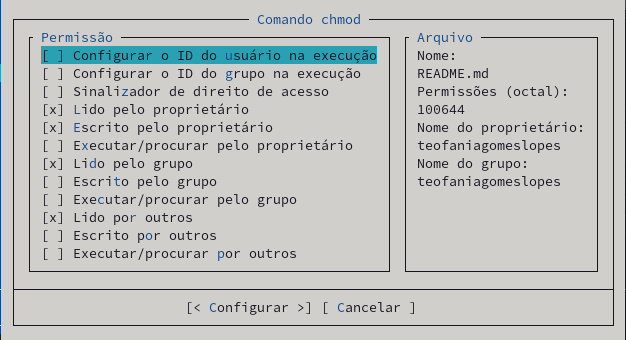 Comando chmod
Permissão
[ ] Configurar o ID do usuário na execução
[ ] Configurar o ID do grupo na execução
[ ] Sinalizador de direito de acesso
[x] Lido pelo proprietário
[x] Escrito pelo proprietário
[ ] Executar/procurar pelo proprietário
[x] Lido pelo grupo
[ ] Escrito pelo grupo
[ ] Executar/procurar pelo grupo
[x] Lido por outros
[ ] Escrito por outros
[ ] Executar/procurar por outros
Arquivo
Nome:
README.md
Permissões (octal):
100644
Nome do proprietário:
teofaniagomeslopes
Nome do grupo:
teofaniagomeslopes
[< Configurar >] [ Cancelar ]